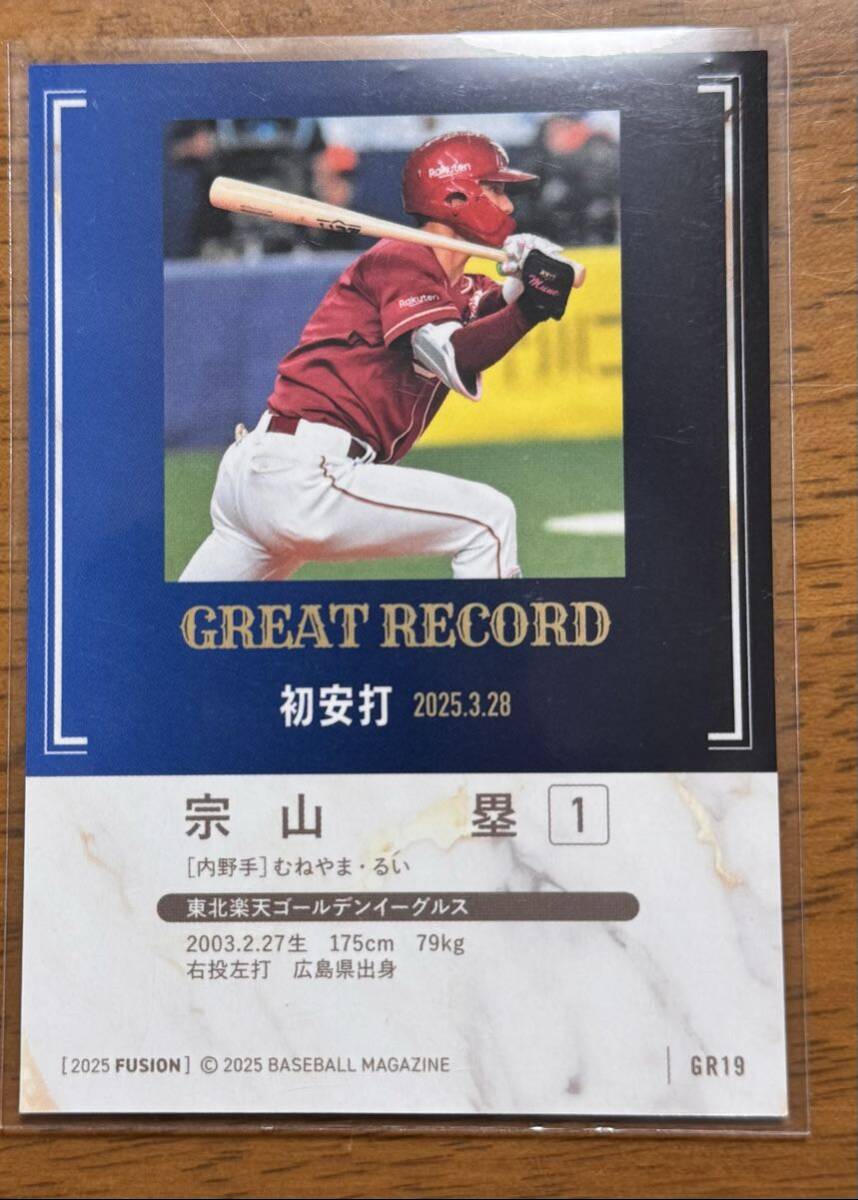 Rakuten
Rakuten
Mune
GREAT RECORD
初安打 2025.3.28
宗山 塁 1
[内野手]むねやま・るい
東北楽天ゴールデンイーグルス
2003.2.27生 175cm 79kg
右投左打 広島県出身
[2025 FUSION] © 2025 BASEBALL MAGAZINE
GR19